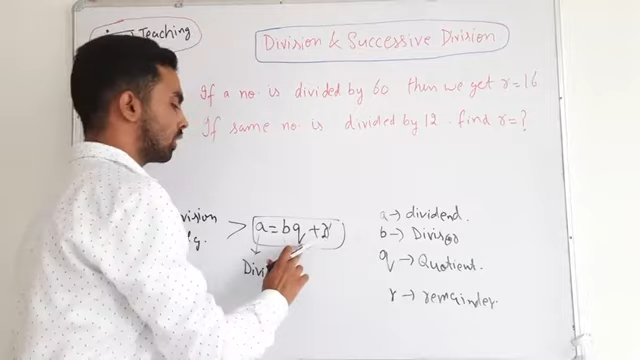 Teaching
Division & Successive Division
If a no. is divided by 60 then we get r=16
If same no. is divided by 12 . find r=?
a = bq + r
a → dividend.
b → Divisor
q → Quotient.
r → remainder.